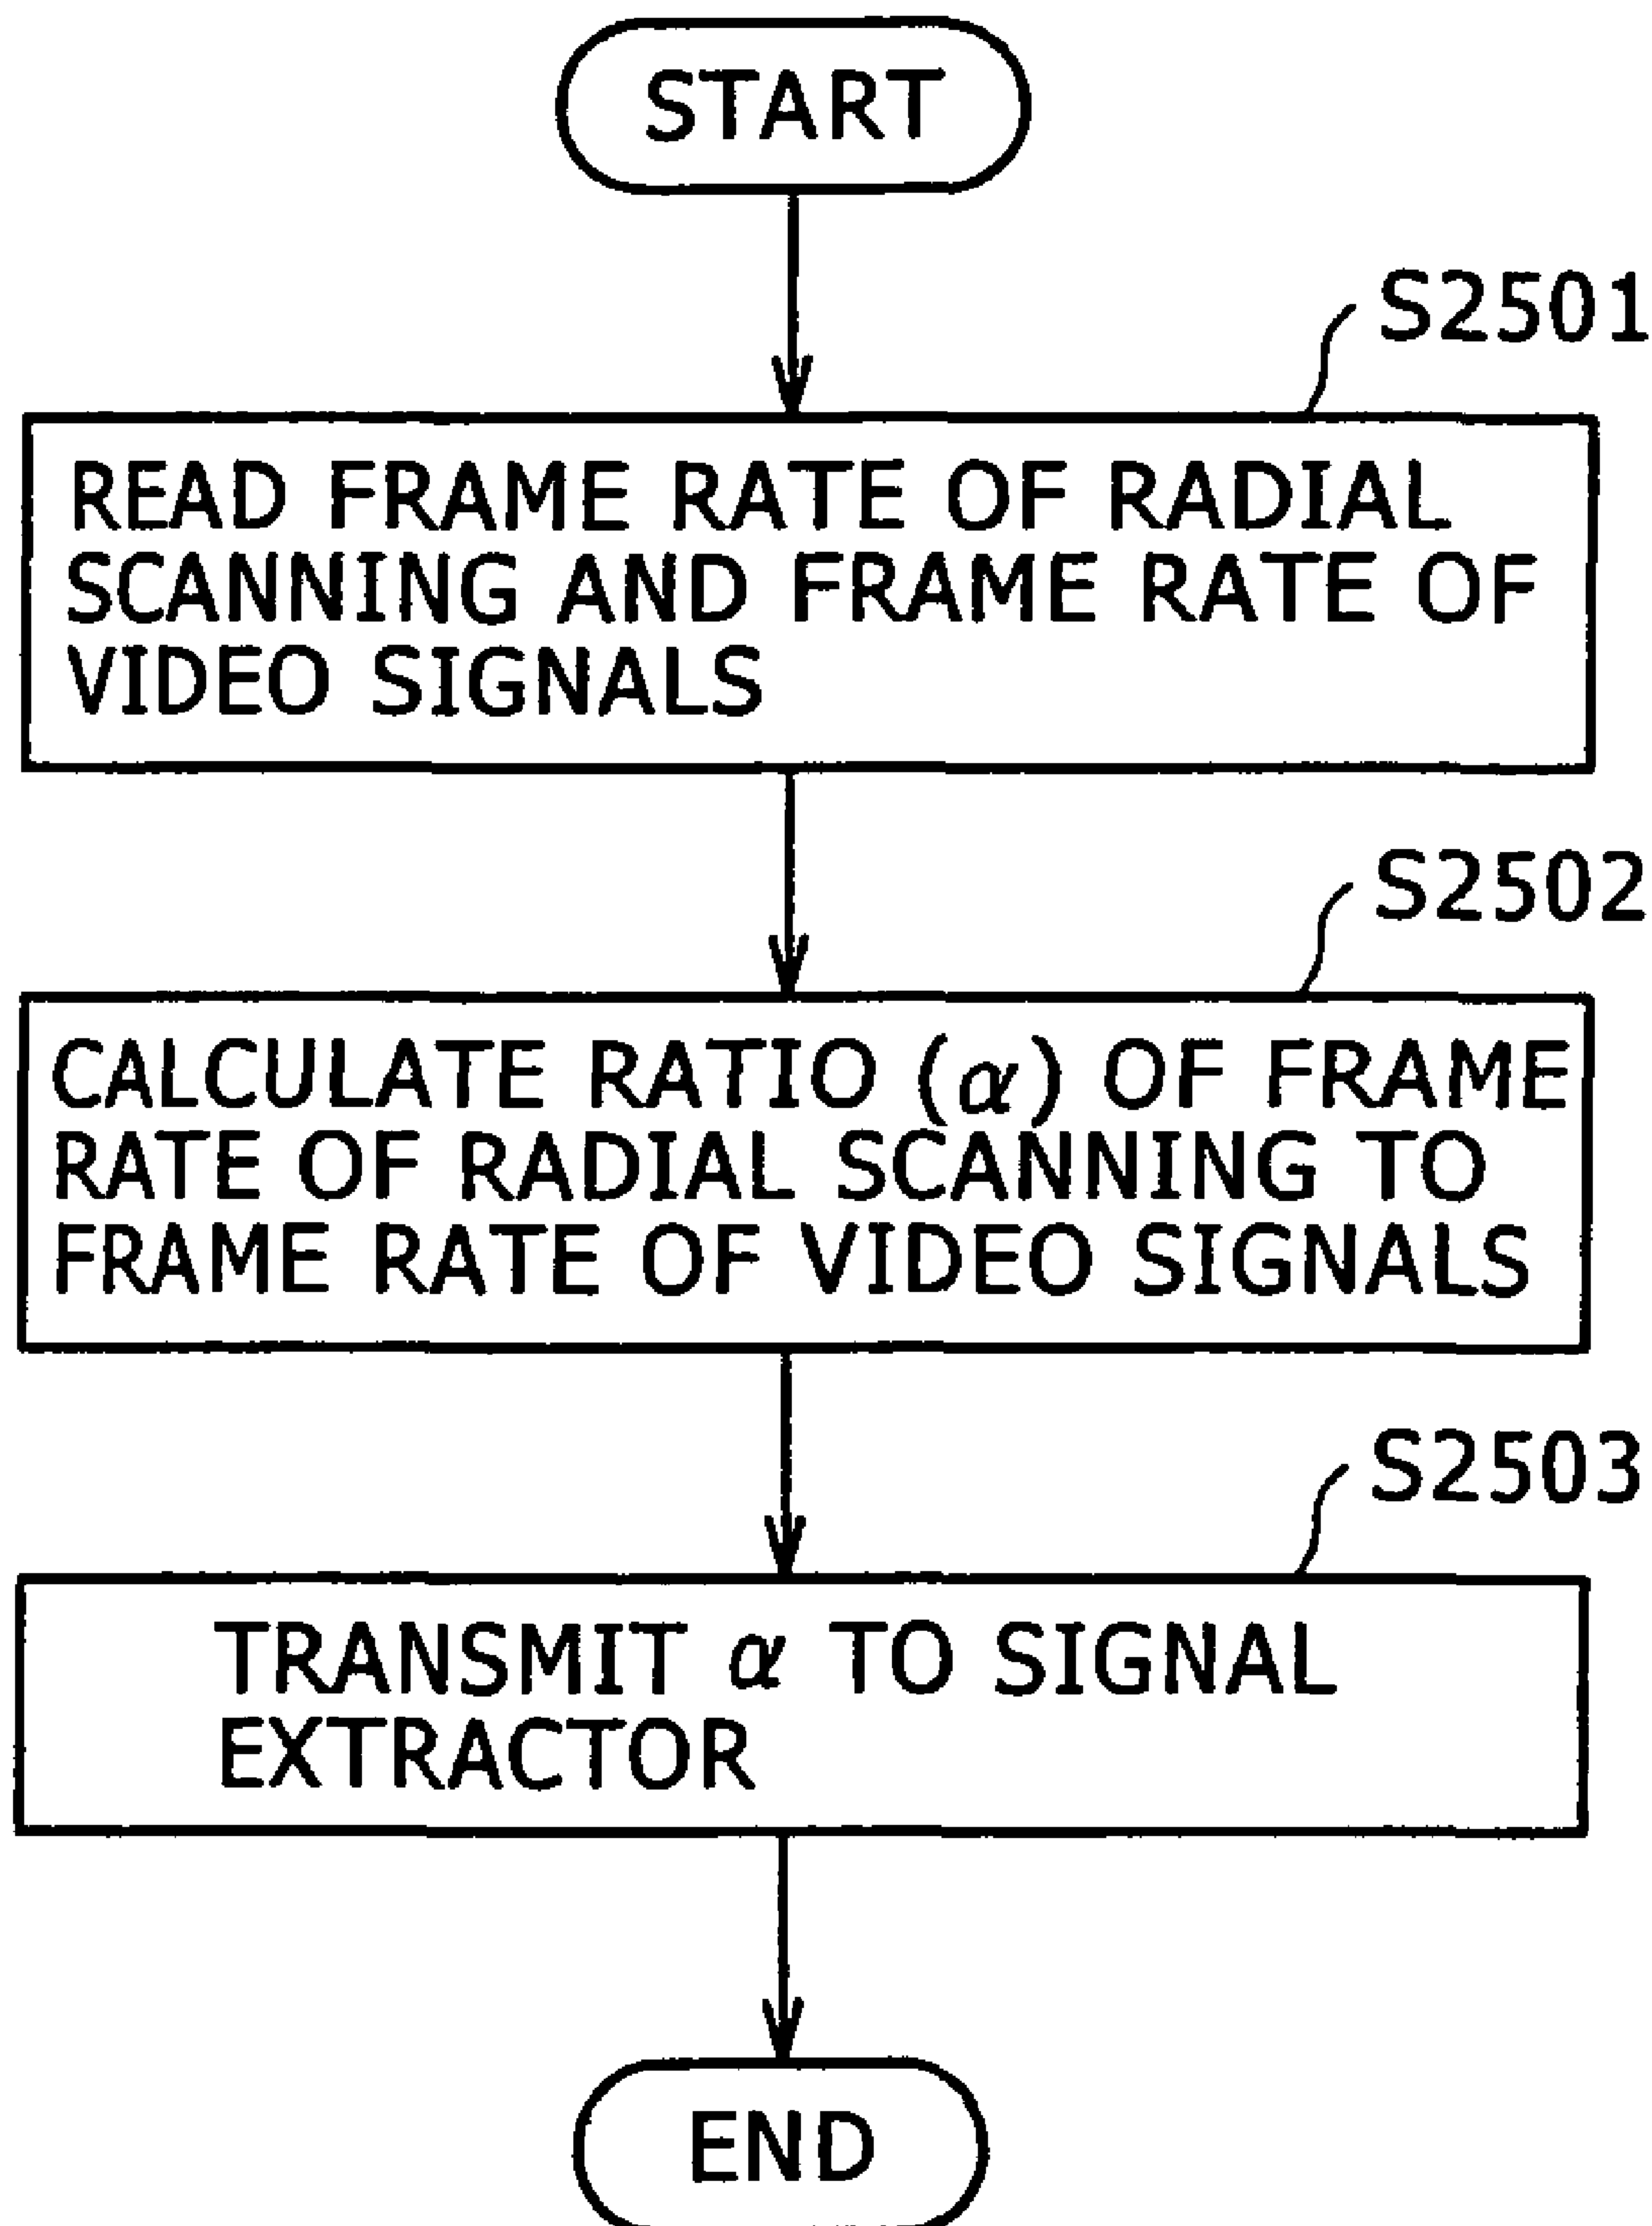 START
S2501
READ FRAME RATE OF RADIAL
SCANNING AND FRAME RATE OF
VIDEO SIGNALS
S2502
CALCULATE RATIO (α) OF FRAME
RATE OF RADIAL SCANNING TO
FRAME RATE OF VIDEO SIGNALS
S2503
TRANSMIT α TO SIGNAL
EXTRACTOR
END